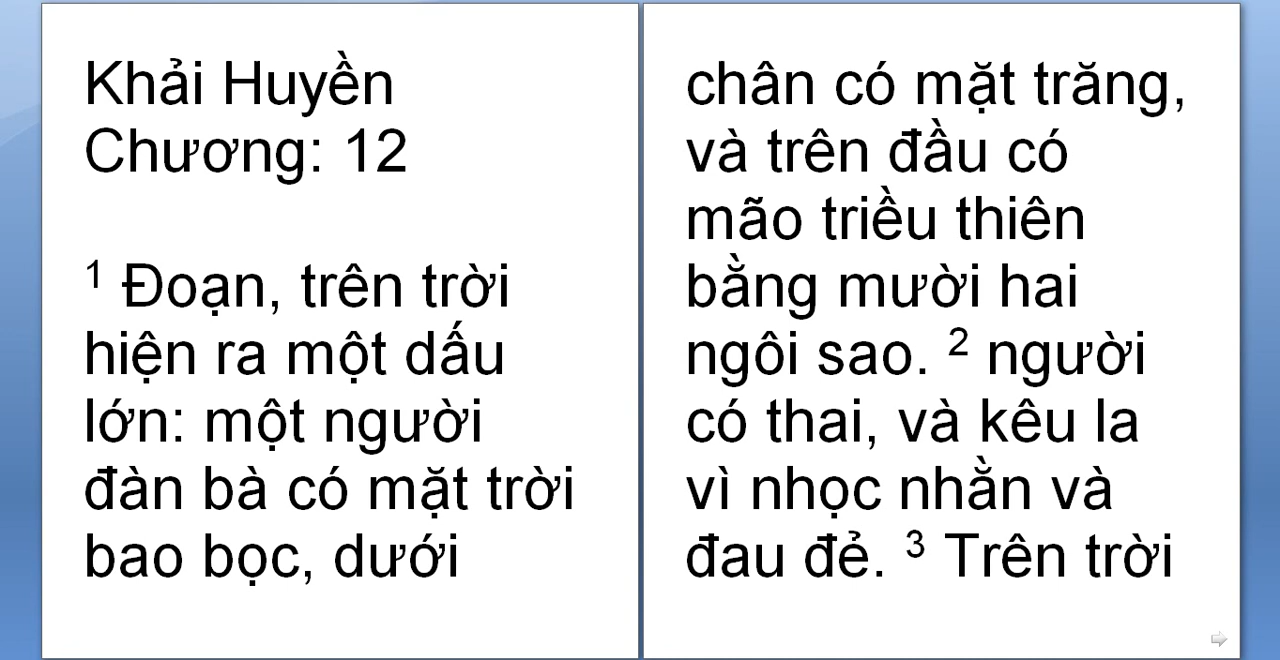 Khải Huyền
Chương: 12
1 Đoạn, trên trời
hiện ra một dấu
lớn: một người
đàn bà có mặt trời
bao bọc, dưới
chân có mặt trăng,
và trên đầu có
mão triều thiên
bằng mười hai
ngôi sao. 2 người
có thai, và kêu la
vì nhọc nhằn và
đau đẻ. 3 Trên trời